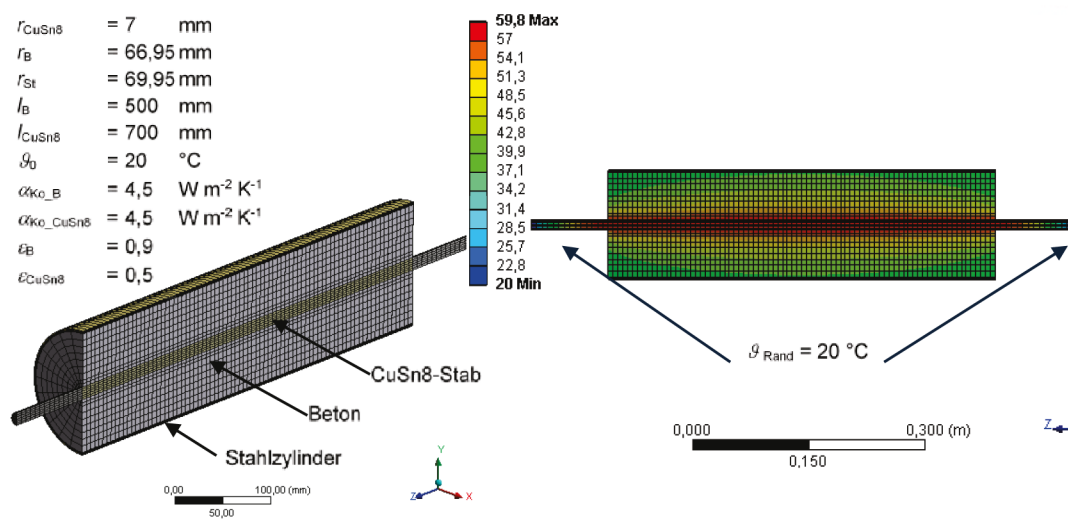 rCuSn8 = 7 mm
rB = 66,95 mm
rSt = 69,95 mm
lB = 500 mm
lCuSn8 = 700 mm
ϑ0 = 20 °C
αKo_B = 4,5 W m-2 K-1
αKo_CuSn8 = 4,5 W m-2 K-1
εB = 0,9
εCuSn8 = 0,5
CuSn8-Stab
Beton
Stahlzylinder
0,00 100,00 (mm)
50,00
Y
Z X
59,8 Max
57
54,1
51,3
48,5
45,6
42,8
39,9
37,1
34,2
31,4
28,5
25,7
22,8
20 Min
ϑRand = 20 °C
0,000 0,300 (m)
0,150
Z